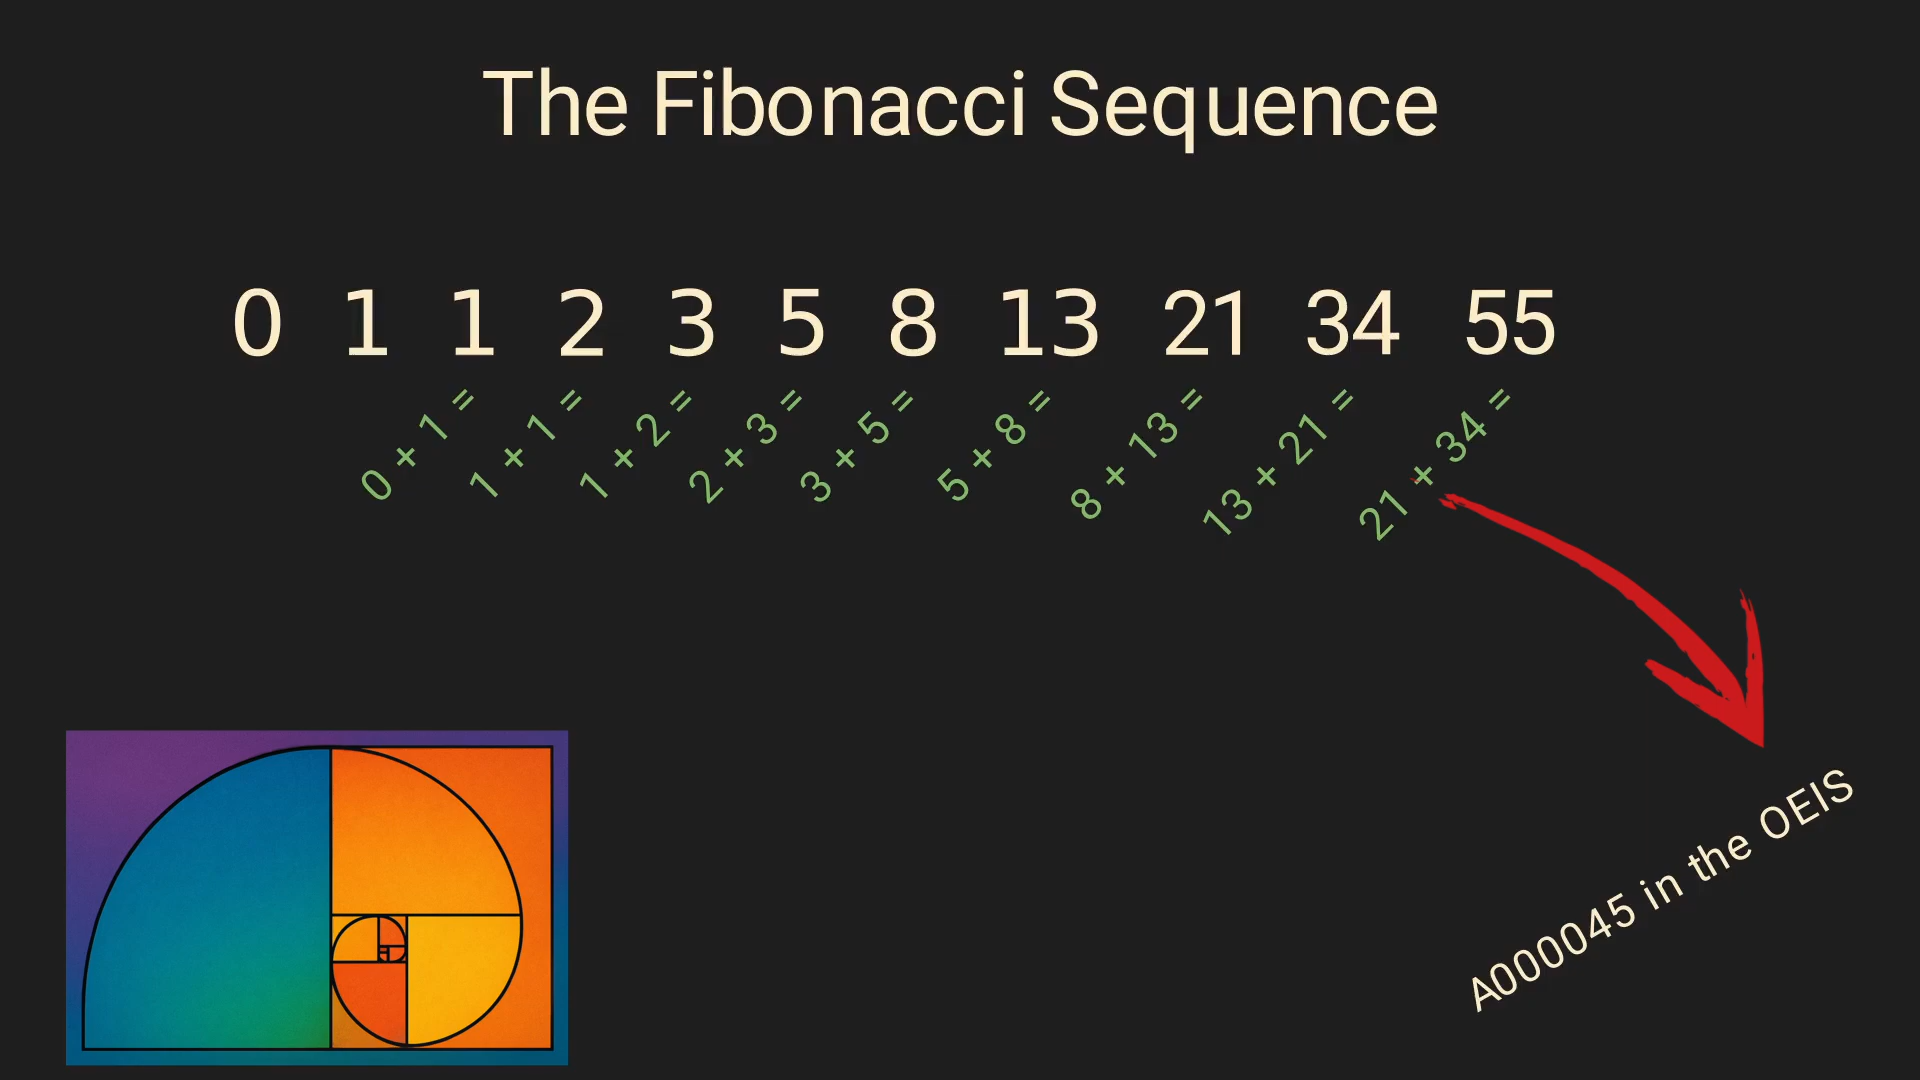 The Fibonacci Sequence
0 1 1 2 3 5 8 13 21 34 55
0 + 1 =
1 + 1 =
1 + 2 =
2 + 3 =
3 + 5 =
5 + 8 =
8 + 13 =
13 + 21 =
21 + 34 =
A000045 in the OEIS